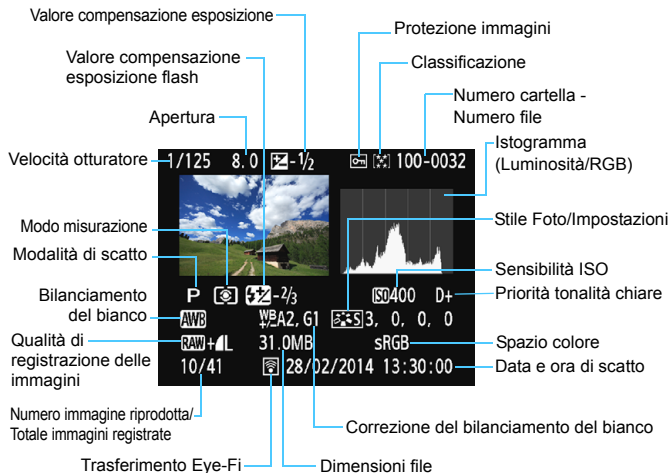 Valore compensazione esposizione
Protezione immagini
Valore compensazione
esposizione flash
Classificazione
Numero cartella -
Numero file
Apertura
Istogramma
(Luminosità/RGB)
Velocità otturatore
1/125 8.0 -1/2 100-0032
Modo misurazione
Stile Foto/Impostazioni
Modalità di scatto
Sensibilità ISO
P -2/3 ISO400 D+
Priorità tonalità chiare
Bilanciamento
del bianco
AWB WB+/-A2, G1 S3, 0, 0, 0
Qualità di
registrazione delle
immagini
RAW+L 31.0MB sRGB
Spazio colore
10/41 28/02/2014 13:30:00
Data e ora di scatto
Numero immagine riprodotta/
Totale immagini registrate
Correzione del bilanciamento del bianco
Trasferimento Eye-Fi
Dimensioni file